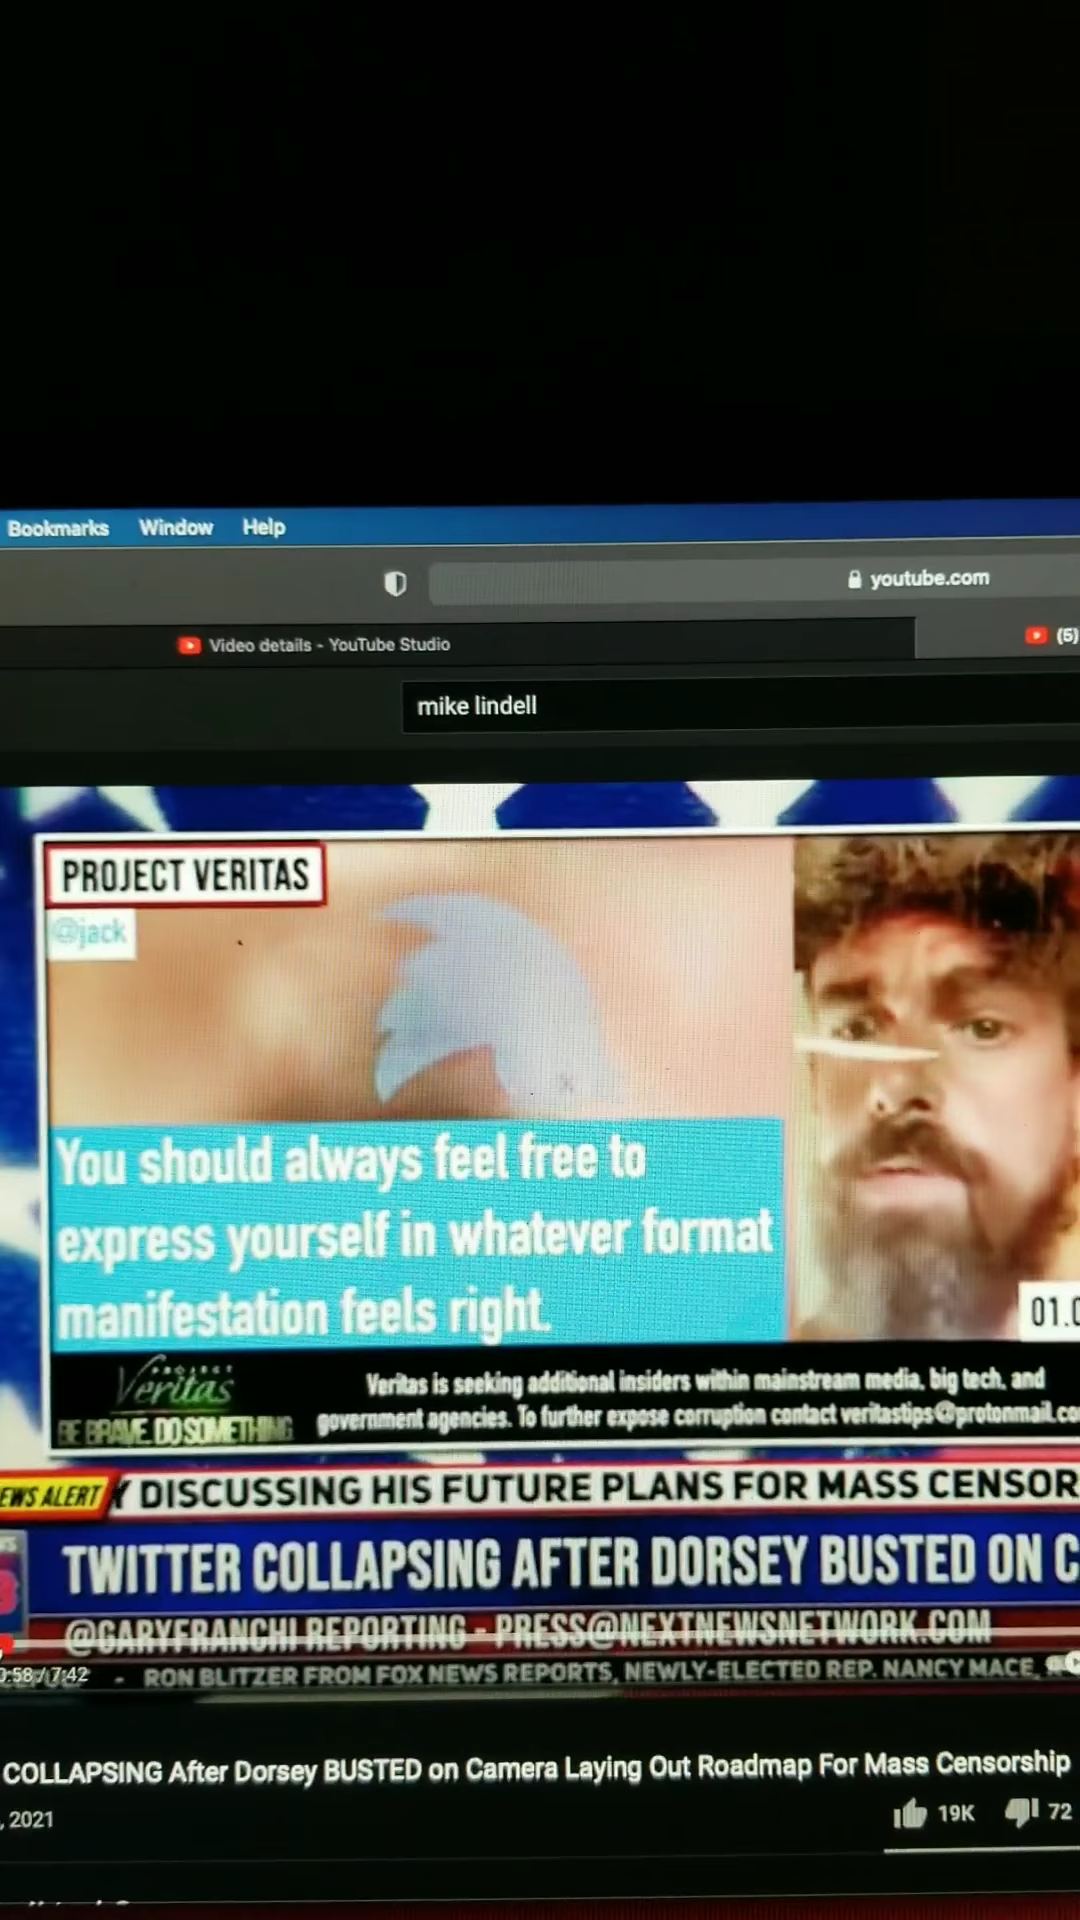 Bookmarks Window Help
youtube.com
Video details - YouTube Studio
(5)
mike lindell
PROJECT VERITAS
@jack
You should always feel free to
express yourself in whatever format
manifestation feels right.
01.0
PROJECT
Veritas
BE BRAVE. DO SOMETHING
Veritas is seeking additional insiders within mainstream media, big tech, and
government agencies. To further expose corruption contact veritastips@protonmail.co
EWS ALERT
DISCUSSING HIS FUTURE PLANS FOR MASS CENSOR
TWITTER COLLAPSING AFTER DORSEY BUSTED ON C
@GARYFRANCHI REPORTING - PRESS@NEXTNEWSNETWORK.COM
0:58 / 7:42
- RON BLITZER FROM FOX NEWS REPORTS, NEWLY-ELECTED REP. NANCY MACE,
COLLAPSING After Dorsey BUSTED on Camera Laying Out Roadmap For Mass Censorship
, 2021
19K
72